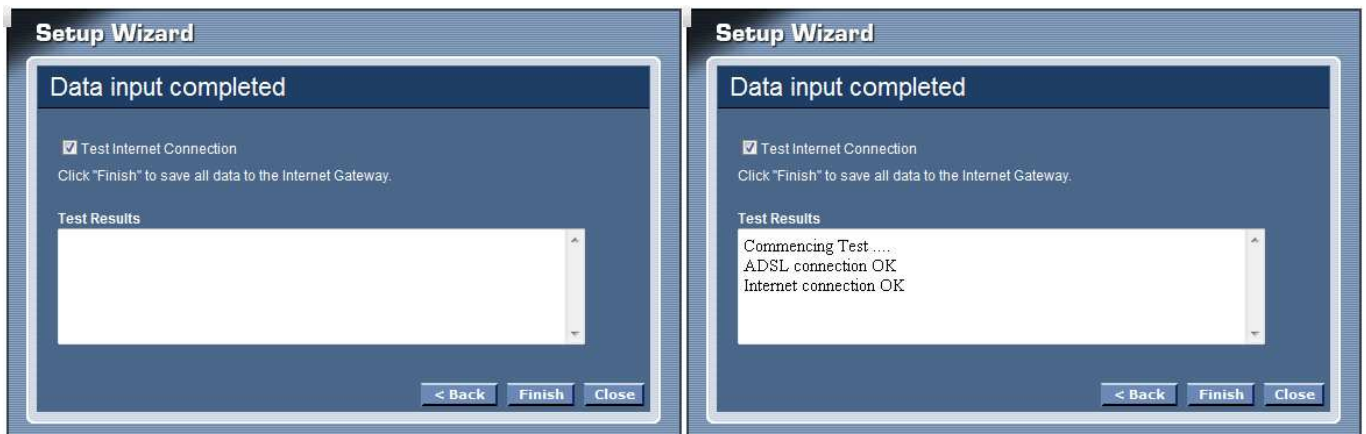 Setup Wizard
Data input completed
Test Internet Connection
Click "Finish" to save all data to the Internet Gateway.
Test Results
< Back Finish Close
Setup Wizard
Data input completed
Test Internet Connection
Click "Finish" to save all data to the Internet Gateway.
Test Results
Commencing Test ....
ADSL connection OK
Internet connection OK
< Back Finish Close